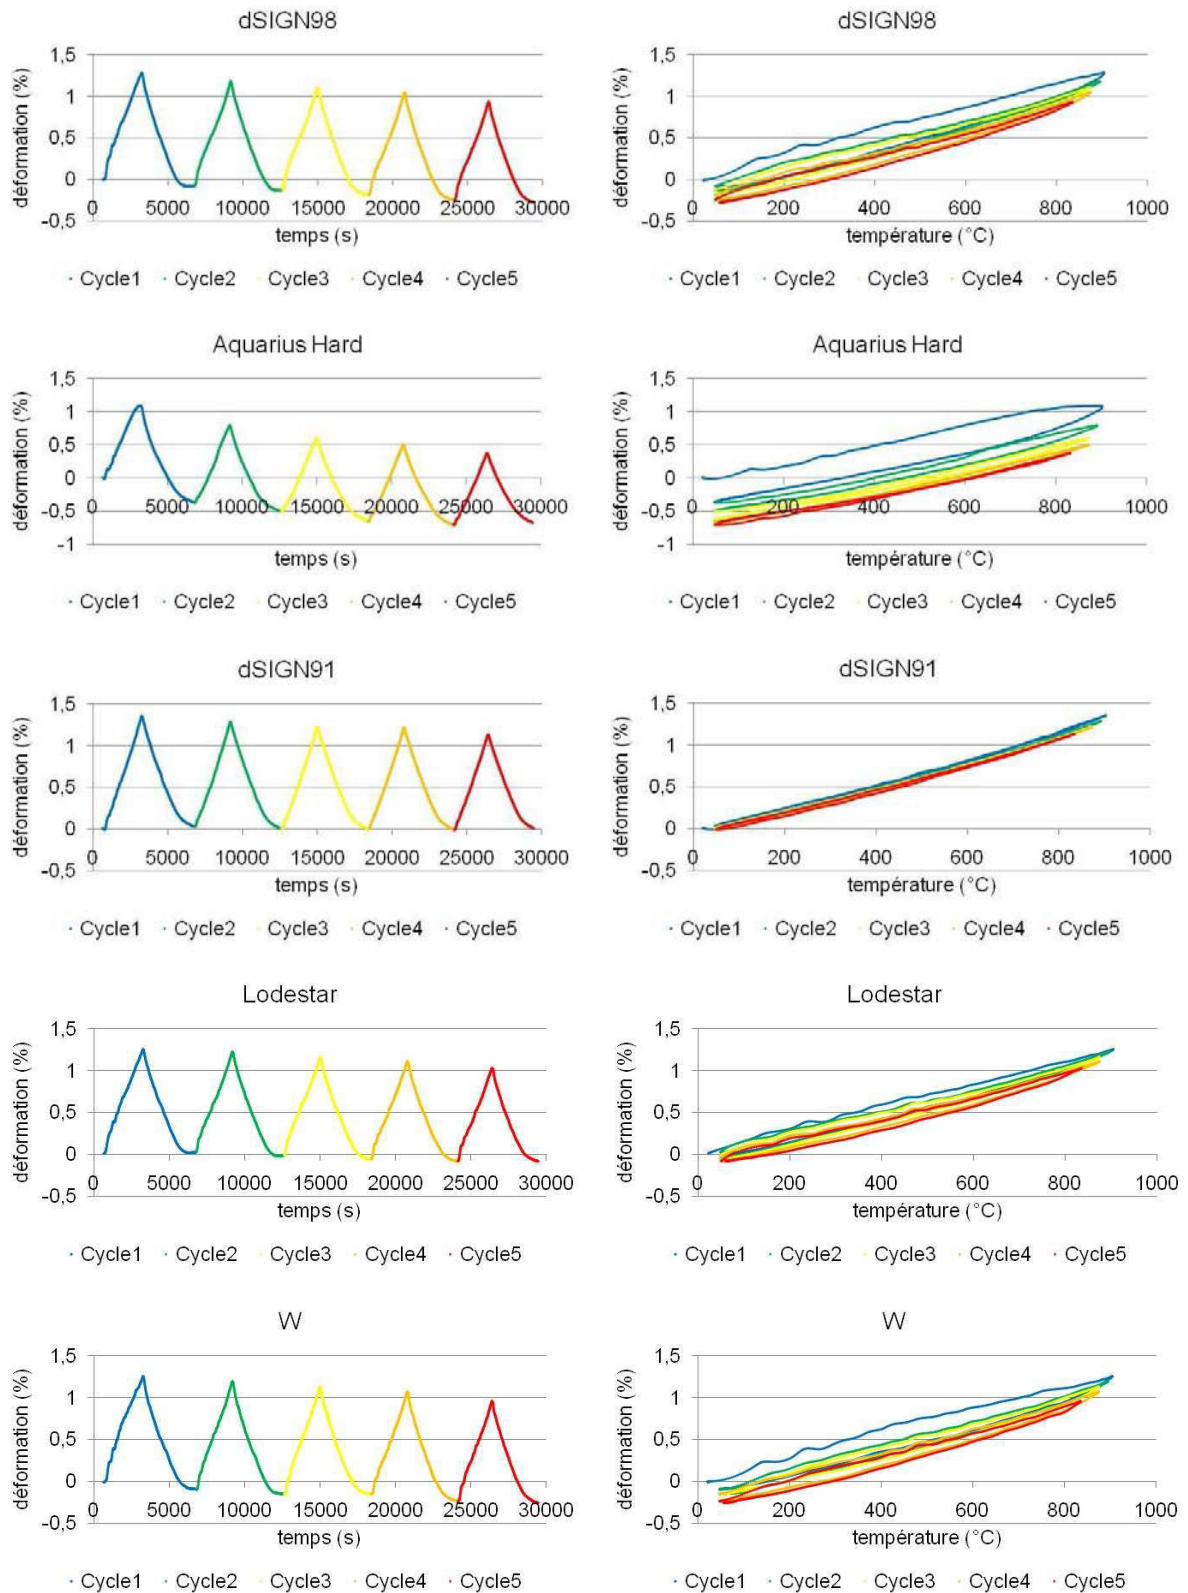 dSIGN98
1,5
1
0,5
0
-0,5
déformation (%)
0 5000 10000 15000 20000 25000 30000
temps (s)
Cycle1 Cycle2 Cycle3 Cycle4 Cycle5
dSIGN98
1,5
1
0,5
0
-0,5
déformation (%)
0 200 400 600 800 1000
température (°C)
Cycle1 Cycle2 Cycle3 Cycle4 Cycle5
Aquarius Hard
1,5
1
0,5
0
-0,5
-1
déformation (%)
0 5000 10000 15000 20000 25000 30000
temps (s)
Cycle1 Cycle2 Cycle3 Cycle4 Cycle5
Aquarius Hard
1,5
1
0,5
0
-0,5
-1
déformation (%)
0 200 400 600 800 1000
température (°C)
Cycle1 Cycle2 Cycle3 Cycle4 Cycle5
dSIGN91
1,5
1
0,5
0
-0,5
déformation (%)
0 5000 10000 15000 20000 25000 30000
temps (s)
Cycle1 Cycle2 Cycle3 Cycle4 Cycle5
dSIGN91
1,5
1
0,5
0
-0,5
déformation (%)
0 200 400 600 800 1000
température (°C)
Cycle1 Cycle2 Cycle3 Cycle4 Cycle5
Lodestar
1,5
1
0,5
0
-0,5
déformation (%)
0 5000 10000 15000 20000 25000 30000
temps (s)
Cycle1 Cycle2 Cycle3 Cycle4 Cycle5
Lodestar
1,5
1
0,5
0
-0,5
déformation (%)
0 200 400 600 800 1000
température (°C)
Cycle1 Cycle2 Cycle3 Cycle4 Cycle5
W
1,5
1
0,5
0
-0,5
déformation (%)
0 5000 10000 15000 20000 25000 30000
temps (s)
Cycle1 Cycle2 Cycle3 Cycle4 Cycle5
W
1,5
1
0,5
0
-0,5
déformation (%)
0 200 400 600 800 1000
température (°C)
Cycle1 Cycle2 Cycle3 Cycle4 Cycle5